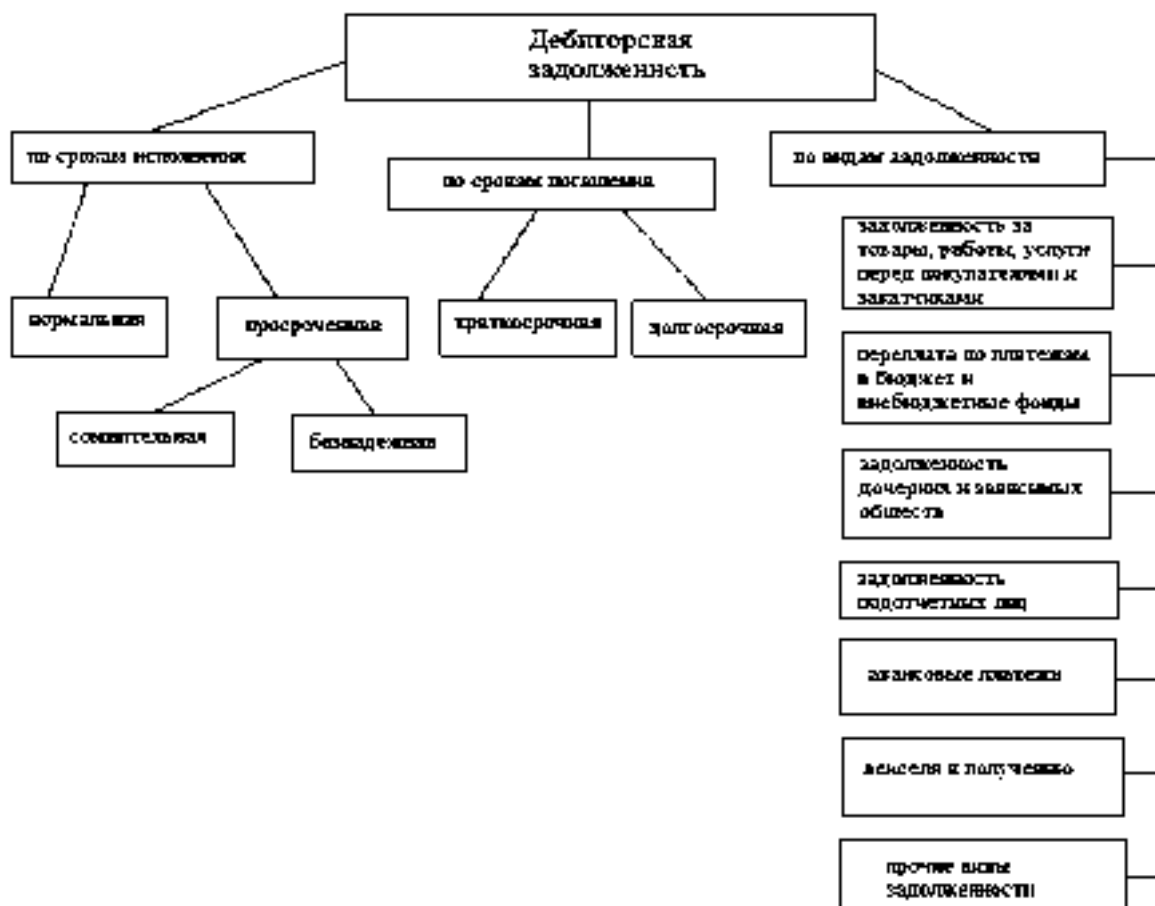 Дебиторская
задолженнсть
по срокам исполнения
по срокам погашения
по видам задолженности
задолженность за
товары, работы, услуги
перед покупателями и
заказчиками
нормальная
просроченная
краткосрочная
долгосрочная
переплата по платежам
в бюджет и
внебюджетные фонды
сомнительная
безнадежная
задолженность
дочерних и зависимых
обществ
задолженность
подотчетных лиц
авансовые платежи
векселя к получению
прочие виды
задолженности